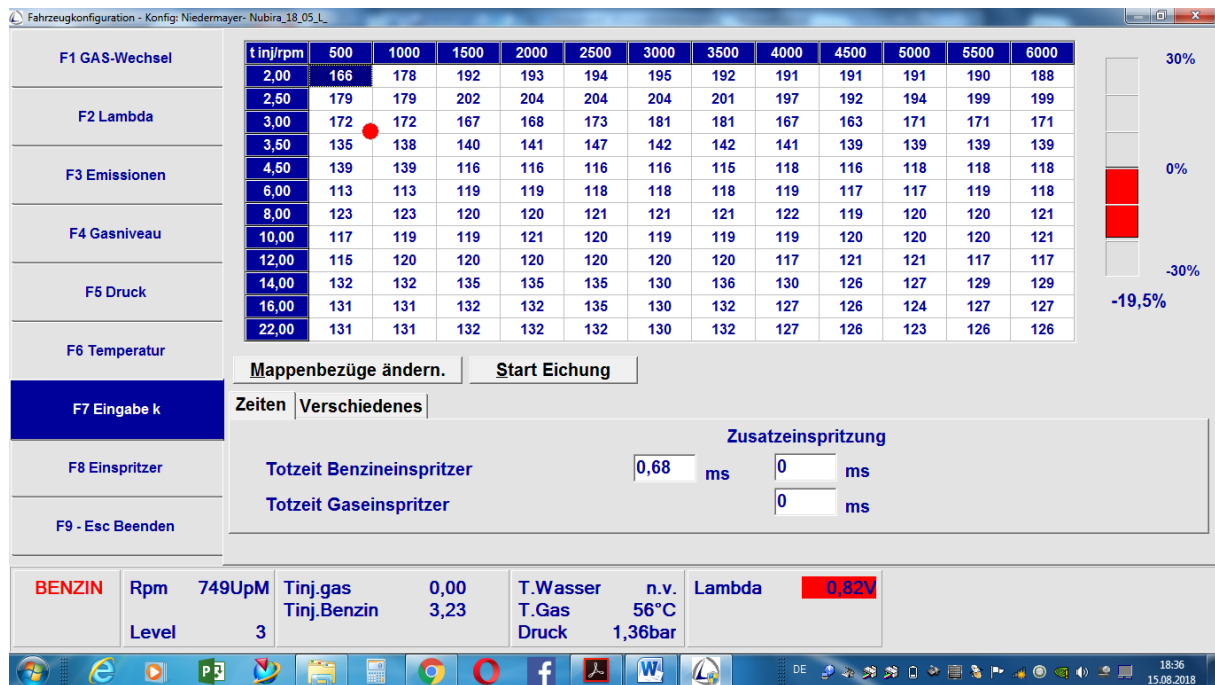 Fahrzeugkonfiguration - Konfig: Niedermayer- Nubira_18_05_L_
F1 GAS-Wechsel
F2 Lambda
F3 Emissionen
F4 Gasniveau
F5 Druck
F6 Temperatur
F7 Eingabe k
F8 Einspritzer
F9 - Esc Beenden
t inj/rpm 500 1000 1500 2000 2500 3000 3500 4000 4500 5000 5500 6000
2,00 166 178 192 193 194 195 192 191 191 191 190 188
2,50 179 179 202 204 204 204 201 197 192 194 199 199
3,00 172 172 167 168 173 181 181 167 163 171 171 171
3,50 135 138 140 141 147 142 142 141 139 139 139 139
4,50 139 139 116 116 116 116 115 118 116 118 118 118
6,00 113 113 119 119 118 118 118 119 117 117 119 118
8,00 123 123 120 120 121 121 121 122 119 120 120 121
10,00 117 119 119 121 120 119 119 119 120 120 120 121
12,00 115 120 120 120 120 120 120 117 121 121 117 117
14,00 132 132 135 135 135 130 136 130 126 127 129 129
16,00 131 131 132 132 135 130 132 127 126 124 127 127
22,00 131 131 132 132 132 130 132 127 126 123 126 126
30%
0%
-30%
-19,5%
Mappenbezüge ändern. Start Eichung
Zeiten Verschiedenes
Zusatzeinspritzung
Totzeit Benzineinspritzer 0,68 ms 0 ms
Totzeit Gaseinspritzer 0 ms
BENZIN Rpm 749UpM Tinj.gas 0,00 T.Wasser n.v. Lambda 0,82V
Tinj.Benzin 3,23 T.Gas 56°C
Level 3 Druck 1,36bar
DE 18:36
15.08.2018